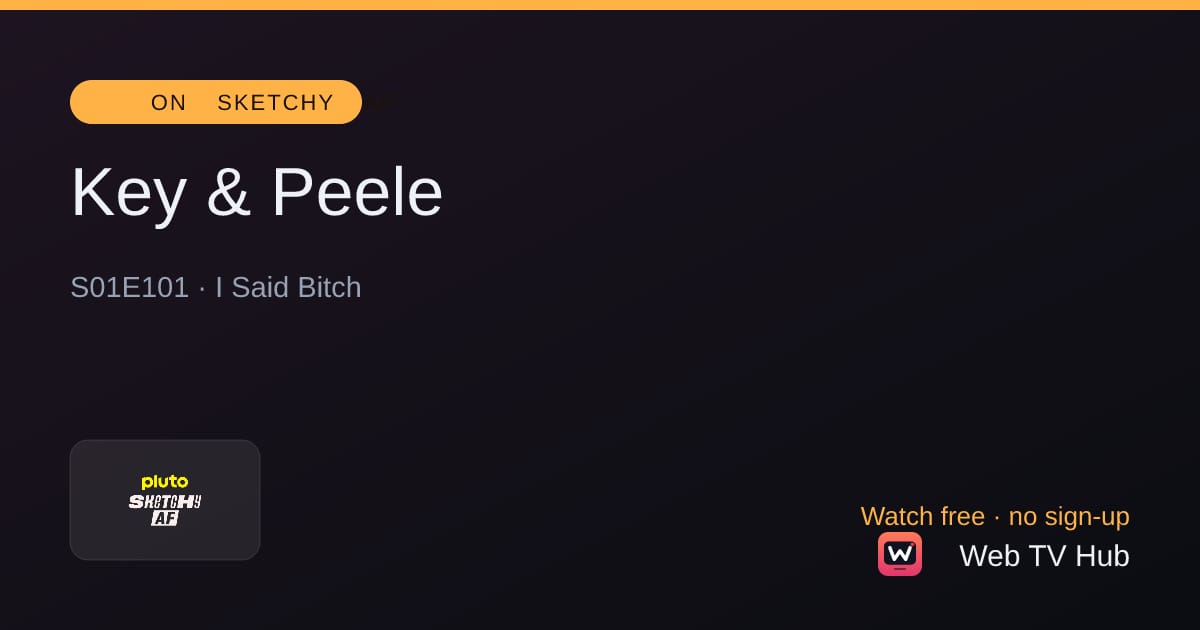 ON SKETCHY
Key & Peele
S01E101 · I Said Bitch
pluto
SKETCHY
AF
Watch free · no sign-up
W
Web TV Hub